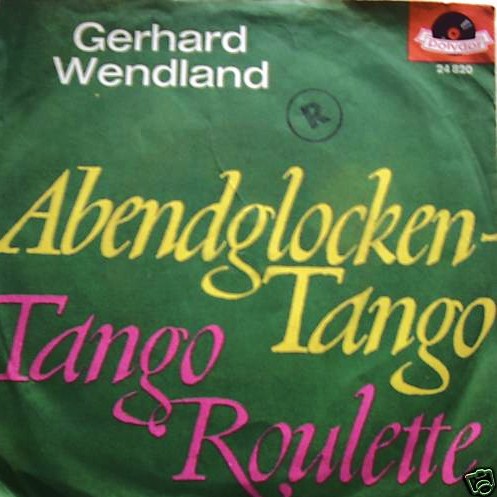 Gerhard
Wendland
polydor
24 820
R
Abendglocken-
Tango
Tango
Roulette